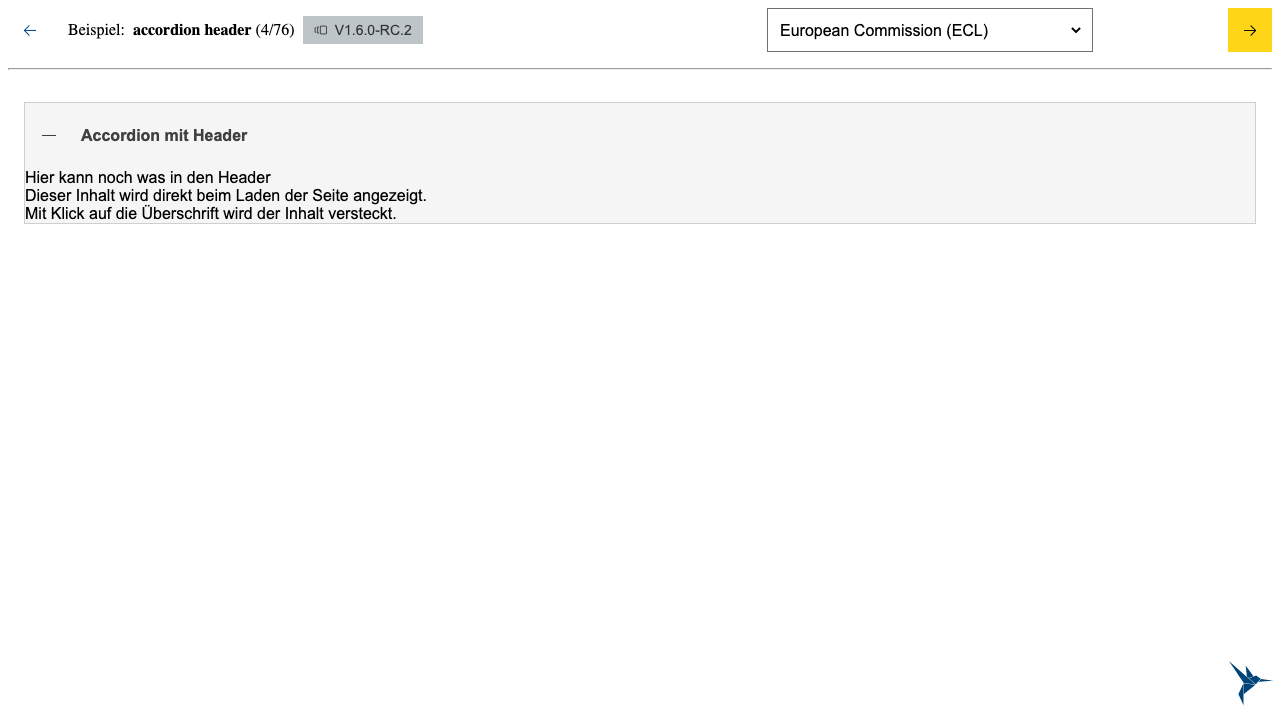 Beispiel: accordion header (4/76) V1.6.0-RC.2 European Commission (ECL)
Accordion mit Header
Hier kann noch was in den Header
Dieser Inhalt wird direkt beim Laden der Seite angezeigt.
Mit Klick auf die Überschrift wird der Inhalt versteckt.